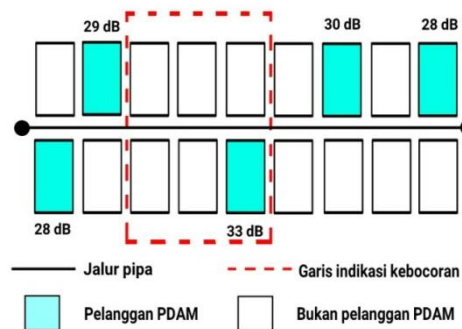 29 dB
30 dB
28 dB
28 dB
33 dB
Jalur pipa
Garis indikasi kebocoran
Pelanggan PDAM
Bukan pelanggan PDAM